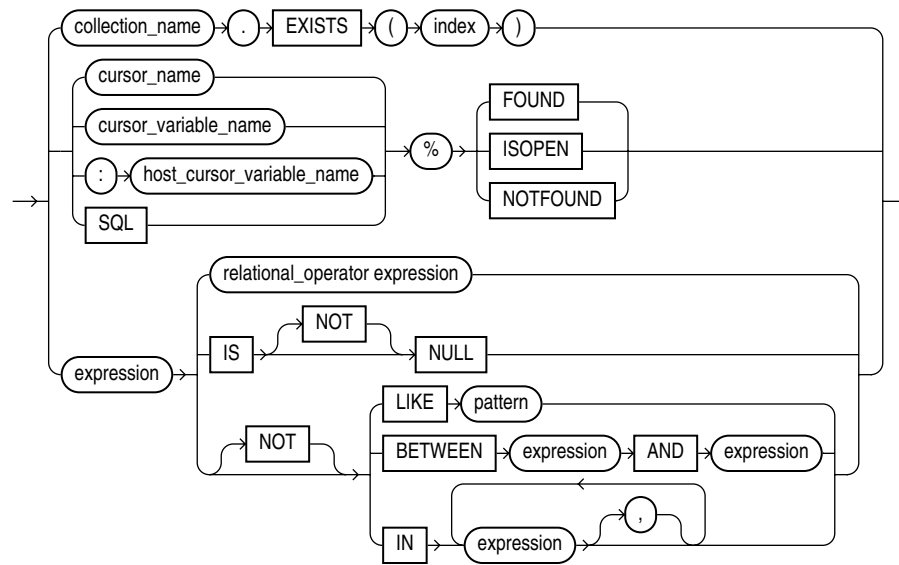 collection_name . EXISTS ( index )
cursor_name
FOUND
cursor_variable_name
% ISOPEN
: host_cursor_variable_name
NOTFOUND
SQL
relational_operator expression
NOT
IS NULL
expression
LIKE pattern
NOT
BETWEEN expression AND expression
,
IN expression